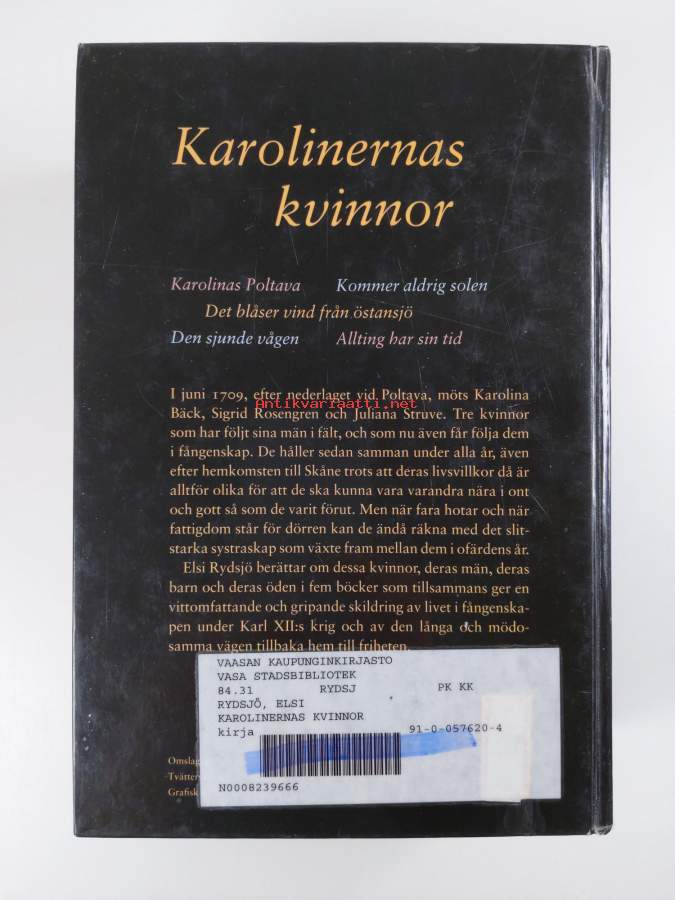 Karolinernas
kvinnor
Karolinas Poltava Kommer aldrig solen
Det blåser vind från östansjö
Den sjunde vågen Allting har sin tid
I juni 1709, efter nederlaget vid Poltava, möts Karolina
Antikvariaatti.net
Bäck, Sigrid Rosengren och Juliana Struve. Tre kvinnor
som har följt sina män i fält, och som nu även får följa dem
i fångenskap. De håller sedan samman under alla år, även
efter hemkomsten till Skåne trots att deras livsvillkor då är
alltför olika för att de ska kunna vara varandra nära i ont
och gott så som de varit förut. Men när fara hotar och när
fattigdom står för dörren kan de ändå räkna med det slit-
starka systraskap som växte fram mellan dem i ofärdens år.
Elsi Rydsjö berättar om dessa kvinnor, deras män, deras
barn och deras öden i fem böcker som tillsammans ger en
vittomfattande och gripande skildring av livet i fångenska-
pen under Karl XII:s krig och av den långa och mödo-
samma vägen tillbaka hem till friheten.
VAASAN KAUPUNGINKIRJASTO
VASA STADSBIBLIOTEK
84.31 RYDSJ PK KK
RYDSJÖ, ELSI
KAROLINERNAS KVINNOR
kirja 91-0-057620-4
N0008239666
Omslag
Tvätter
Grafisk